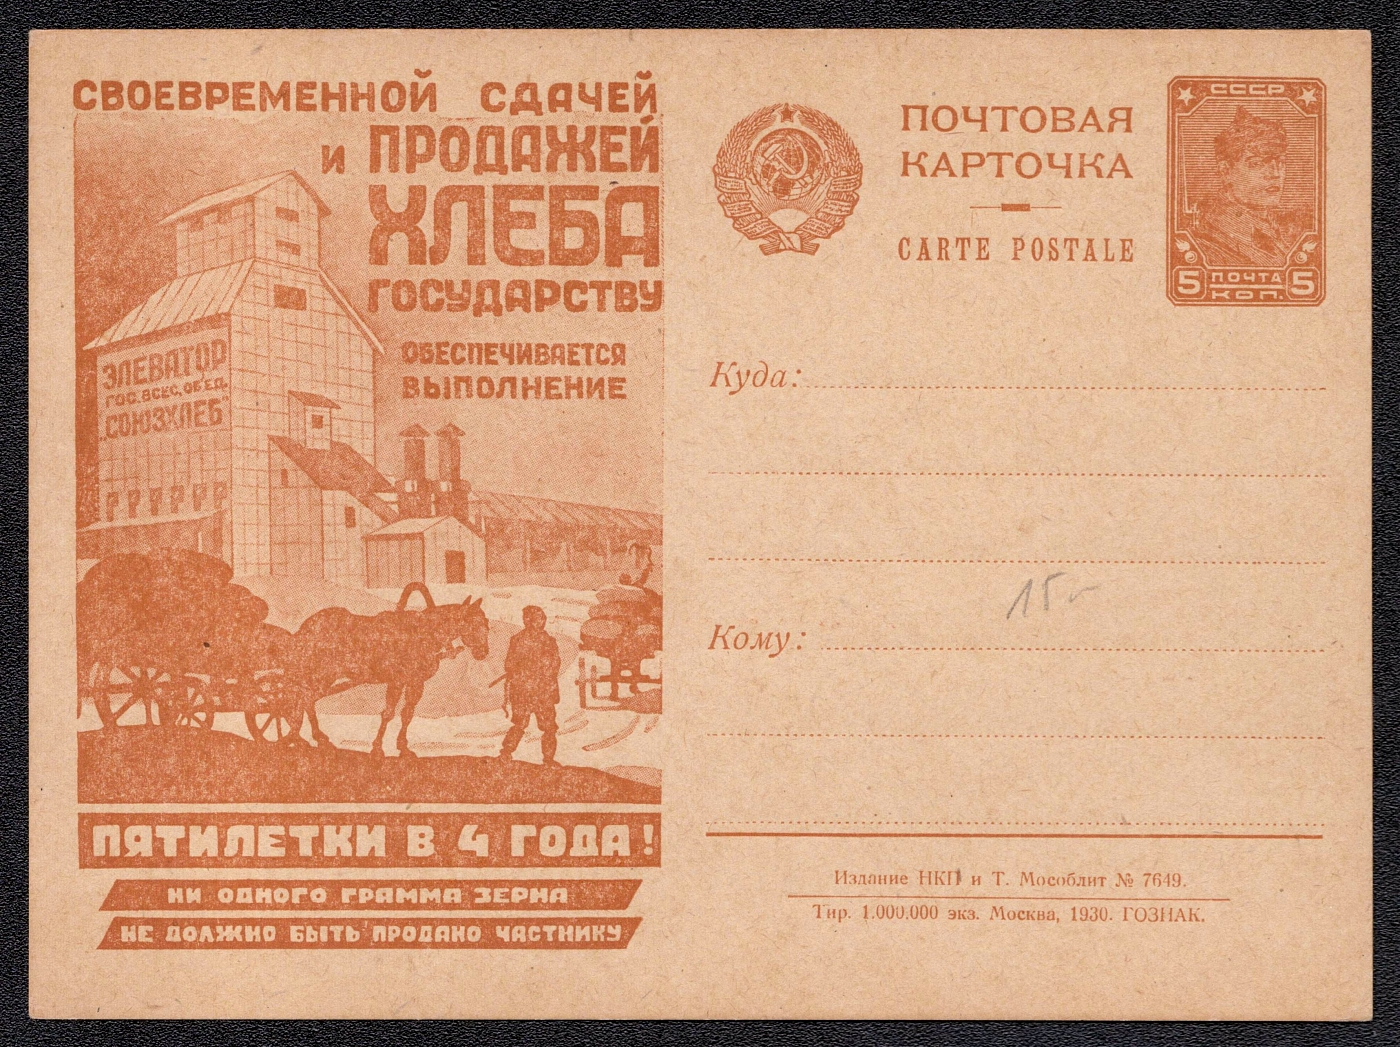 СВОЕВРЕМЕННОЙ СДАЧЕЙ
И ПРОДАЖЕЙ
ХЛЕБА
ГОСУДАРСТВУ
ОБЕСПЕЧИВАЕТСЯ
ВЫПОЛНЕНИЕ
ЭЛЕВАТОР
ГОС. ВСЕС. ОБ'ЕД.
„СОЮЗХЛЕБ"
ПЯТИЛЕТКИ В 4 ГОДА!
НИ ОДНОГО ГРАММА ЗЕРНА
НЕ ДОЛЖНО БЫТЬ ПРОДАНО ЧАСТНИКУ
ПОЧТОВАЯ
КАРТОЧКА
CARTE POSTALE
СССР
5 ПОЧТА 5
КОП.
Куда:
15
Кому:
Издание НКП и Т. Мособлит № 7649.
Тир. 1.000.000 экз. Москва, 1930. ГОЗНАК.